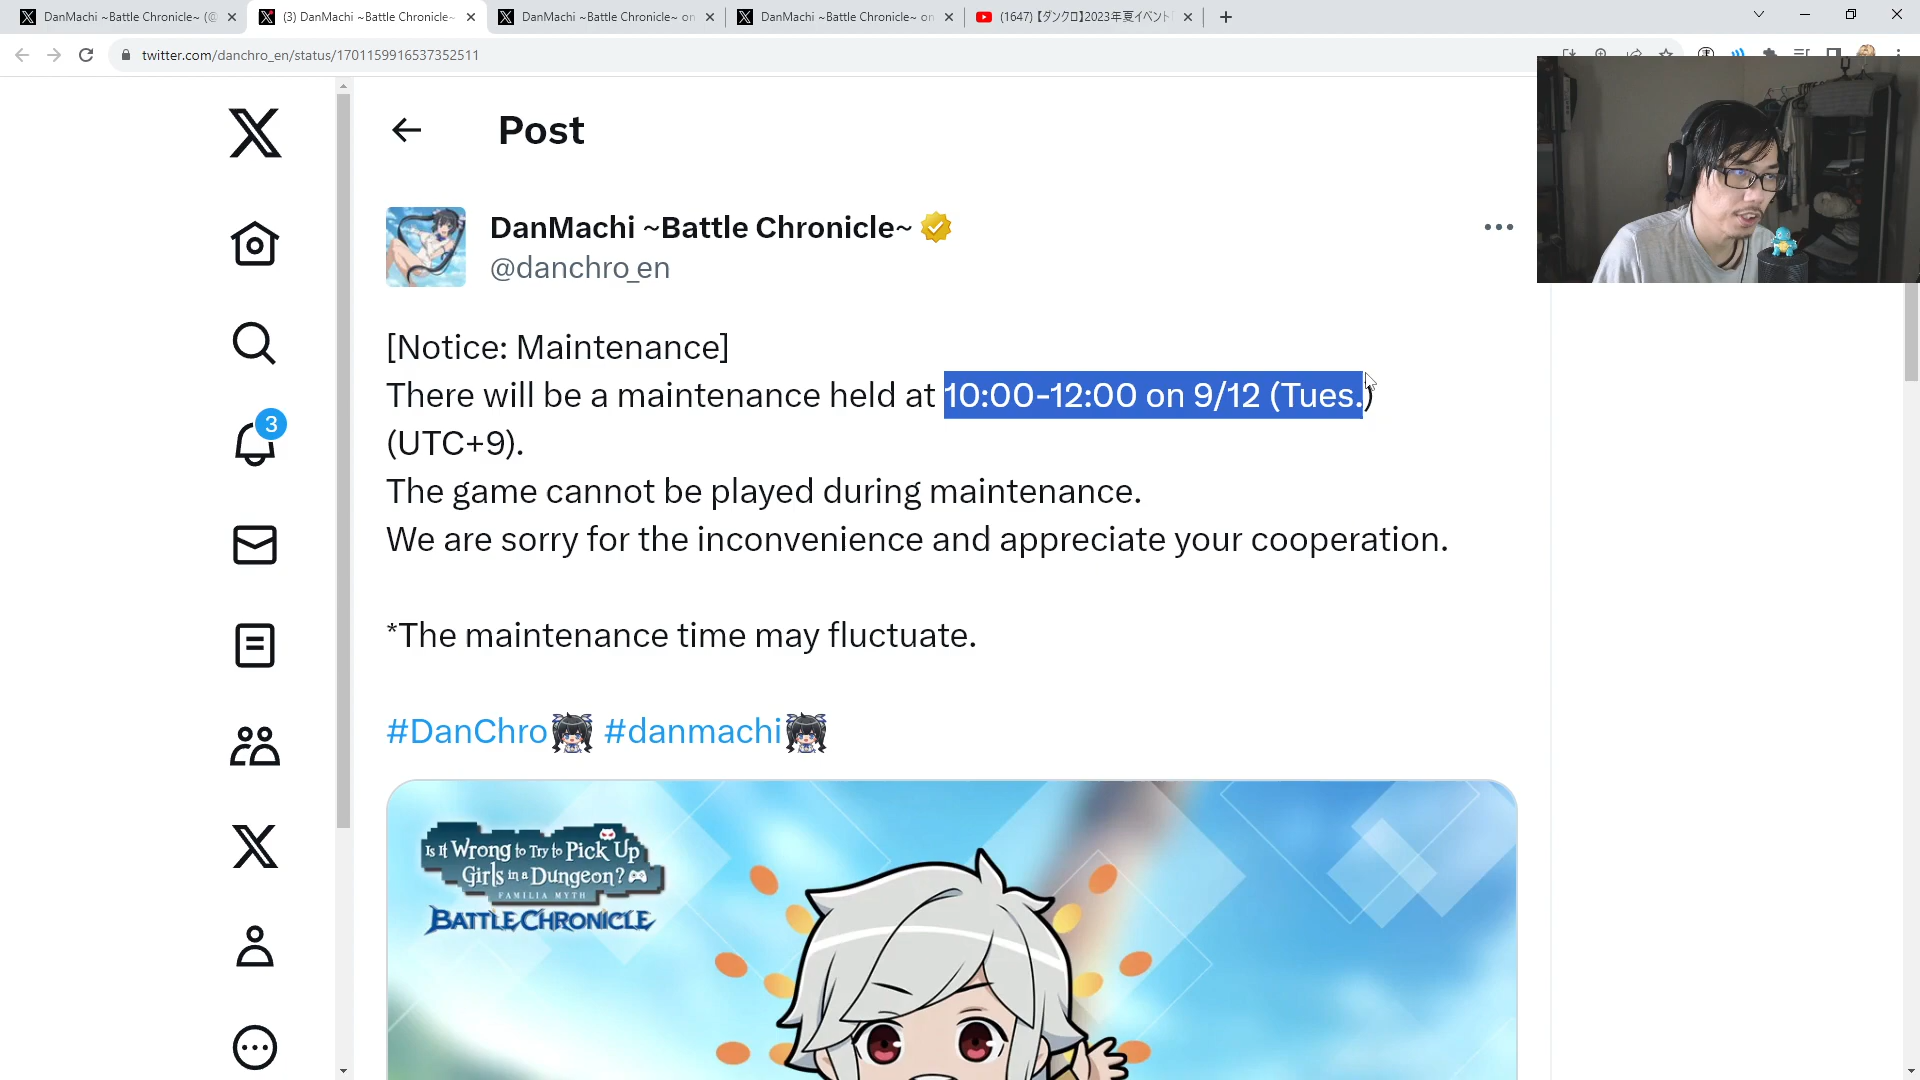 DanMachi ~Battle Chronicle~ (@
(3) DanMachi ~Battle Chronicle~
DanMachi ~Battle Chronicle~ on
DanMachi ~Battle Chronicle~ on
(1647) 【ダンクロ】2023年夏イベント
twitter.com/danchro_en/status/1701159916537352511
Post
DanMachi ~Battle Chronicle~
@danchro_en
[Notice: Maintenance]
There will be a maintenance held at 10:00-12:00 on 9/12 (Tues.)
(UTC+9).
The game cannot be played during maintenance.
We are sorry for the inconvenience and appreciate your cooperation.
*The maintenance time may fluctuate.
#DanChro #danmachi
3
Is It Wrong to Try to Pick Up
Girls in a Dungeon?
FAMILIA MYTH
BATTLE CHRONICLE